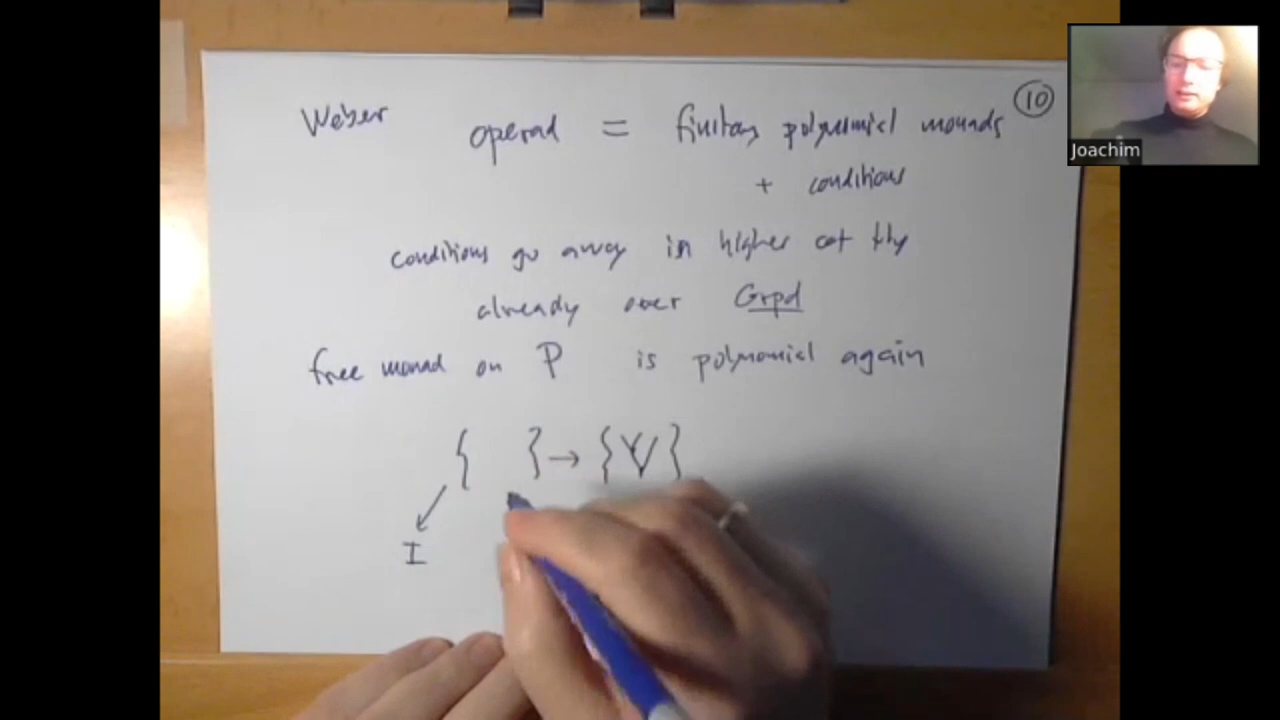 Weber operad = finitary polynomial monads ⑩
+ conditions
conditions go away in higher cat thy
already over Grpd
free monad on P is polynomial again
{ } → { }
I
Joachim